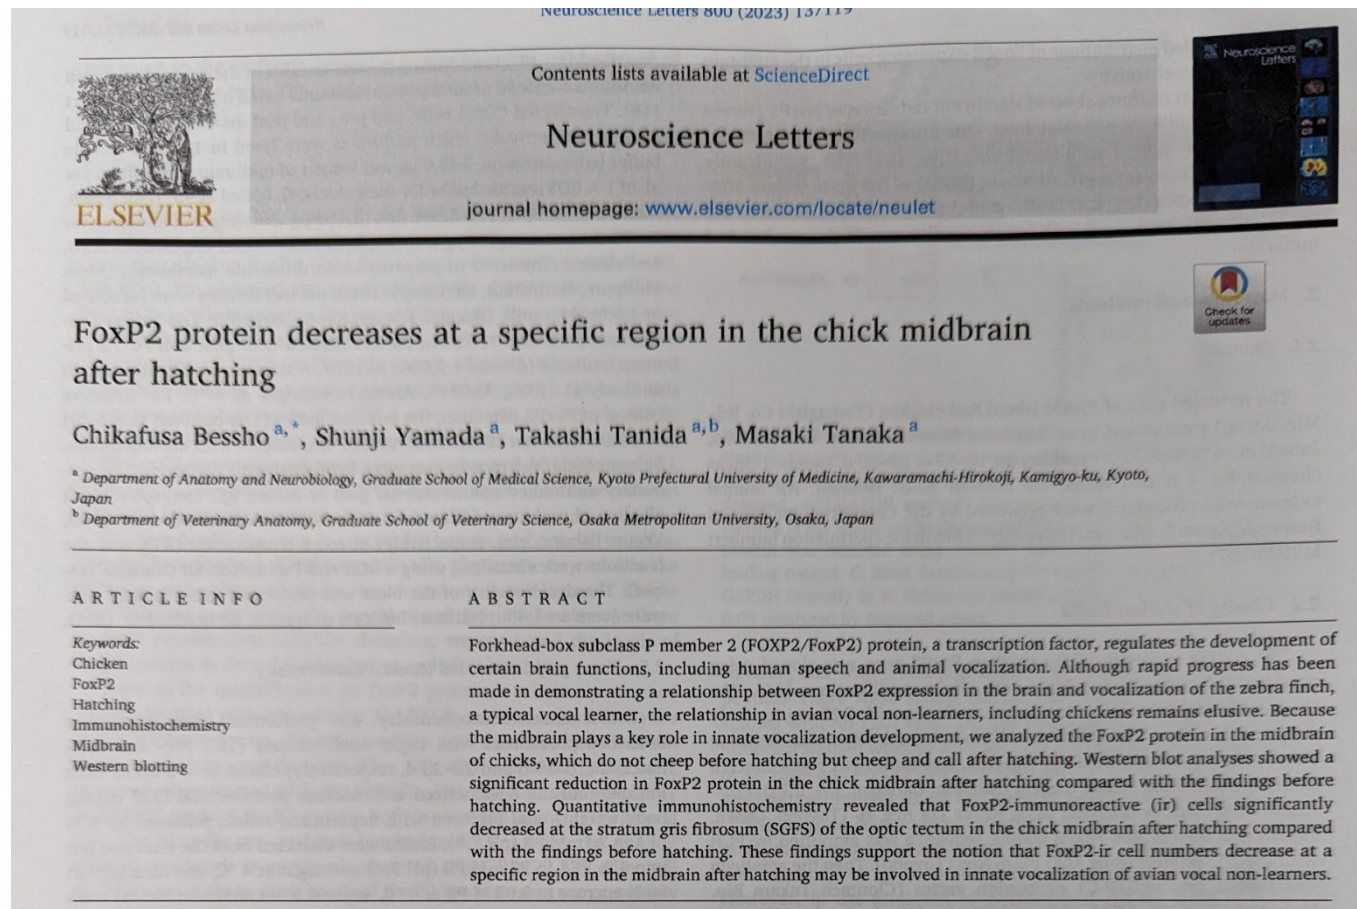 Neuroscience Letters 800 (2023) 137119
Contents lists available at ScienceDirect
Neuroscience Letters
journal homepage: www.elsevier.com/locate/neulet
ELSEVIER
Neuroscience
Letters
Check for
updates
FoxP2 protein decreases at a specific region in the chick midbrain
after hatching
Chikafusa Bessho a,*, Shunji Yamada a, Takashi Tanida a,b, Masaki Tanaka a
a Department of Anatomy and Neurobiology, Graduate School of Medical Science, Kyoto Prefectural University of Medicine, Kawaramachi-Hirokoji, Kamigyo-ku, Kyoto,
Japan
b Department of Veterinary Anatomy, Graduate School of Veterinary Science, Osaka Metropolitan University, Osaka, Japan
ARTICLE INFO
Keywords:
Chicken
FoxP2
Hatching
Immunohistochemistry
Midbrain
Western blotting
ABSTRACT
Forkhead-box subclass P member 2 (FOXP2/FoxP2) protein, a transcription factor, regulates the development of
certain brain functions, including human speech and animal vocalization. Although rapid progress has been
made in demonstrating a relationship between FoxP2 expression in the brain and vocalization of the zebra finch,
a typical vocal learner, the relationship in avian vocal non-learners, including chickens remains elusive. Because
the midbrain plays a key role in innate vocalization development, we analyzed the FoxP2 protein in the midbrain
of chicks, which do not cheep before hatching but cheep and call after hatching. Western blot analyses showed a
significant reduction in FoxP2 protein in the chick midbrain after hatching compared with the findings before
hatching. Quantitative immunohistochemistry revealed that FoxP2-immunoreactive (ir) cells significantly
decreased at the stratum gris fibrosum (SGFS) of the optic tectum in the chick midbrain after hatching compared
with the findings before hatching. These findings support the notion that FoxP2-ir cell numbers decrease at a
specific region in the midbrain after hatching may be involved in innate vocalization of avian vocal non-learners.